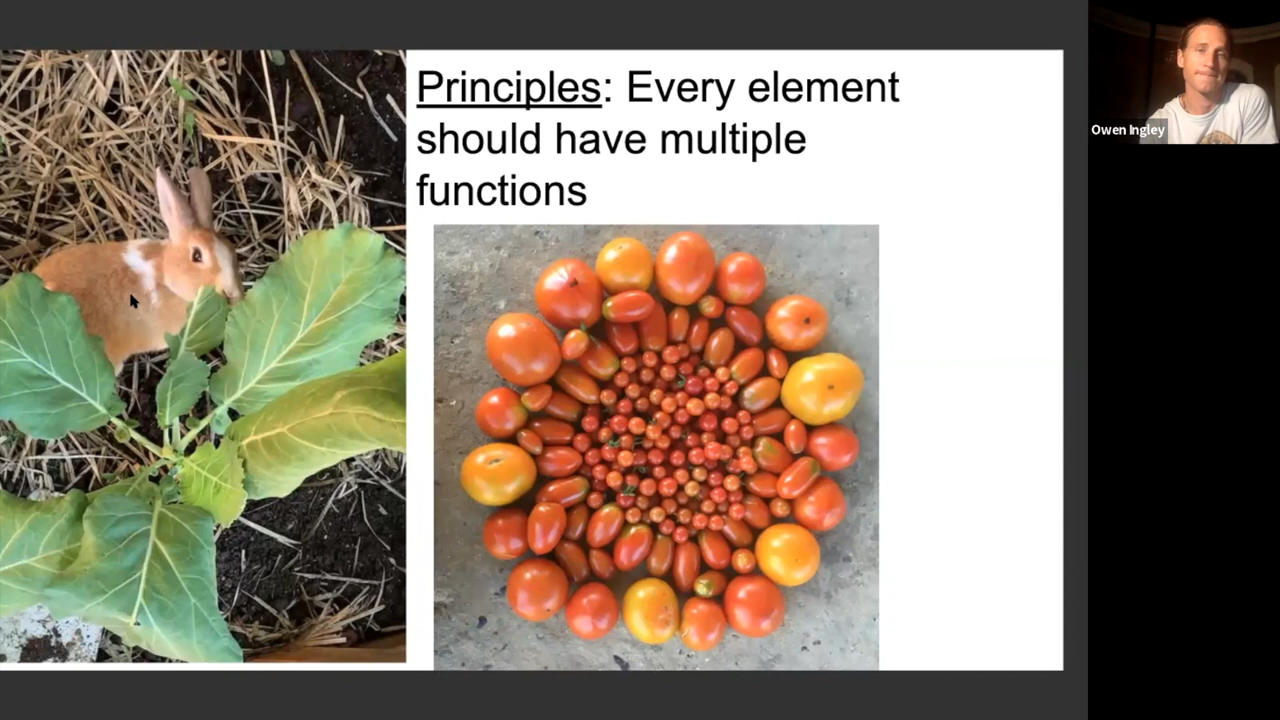 Principles: Every element
should have multiple
functions
Owen Ingley